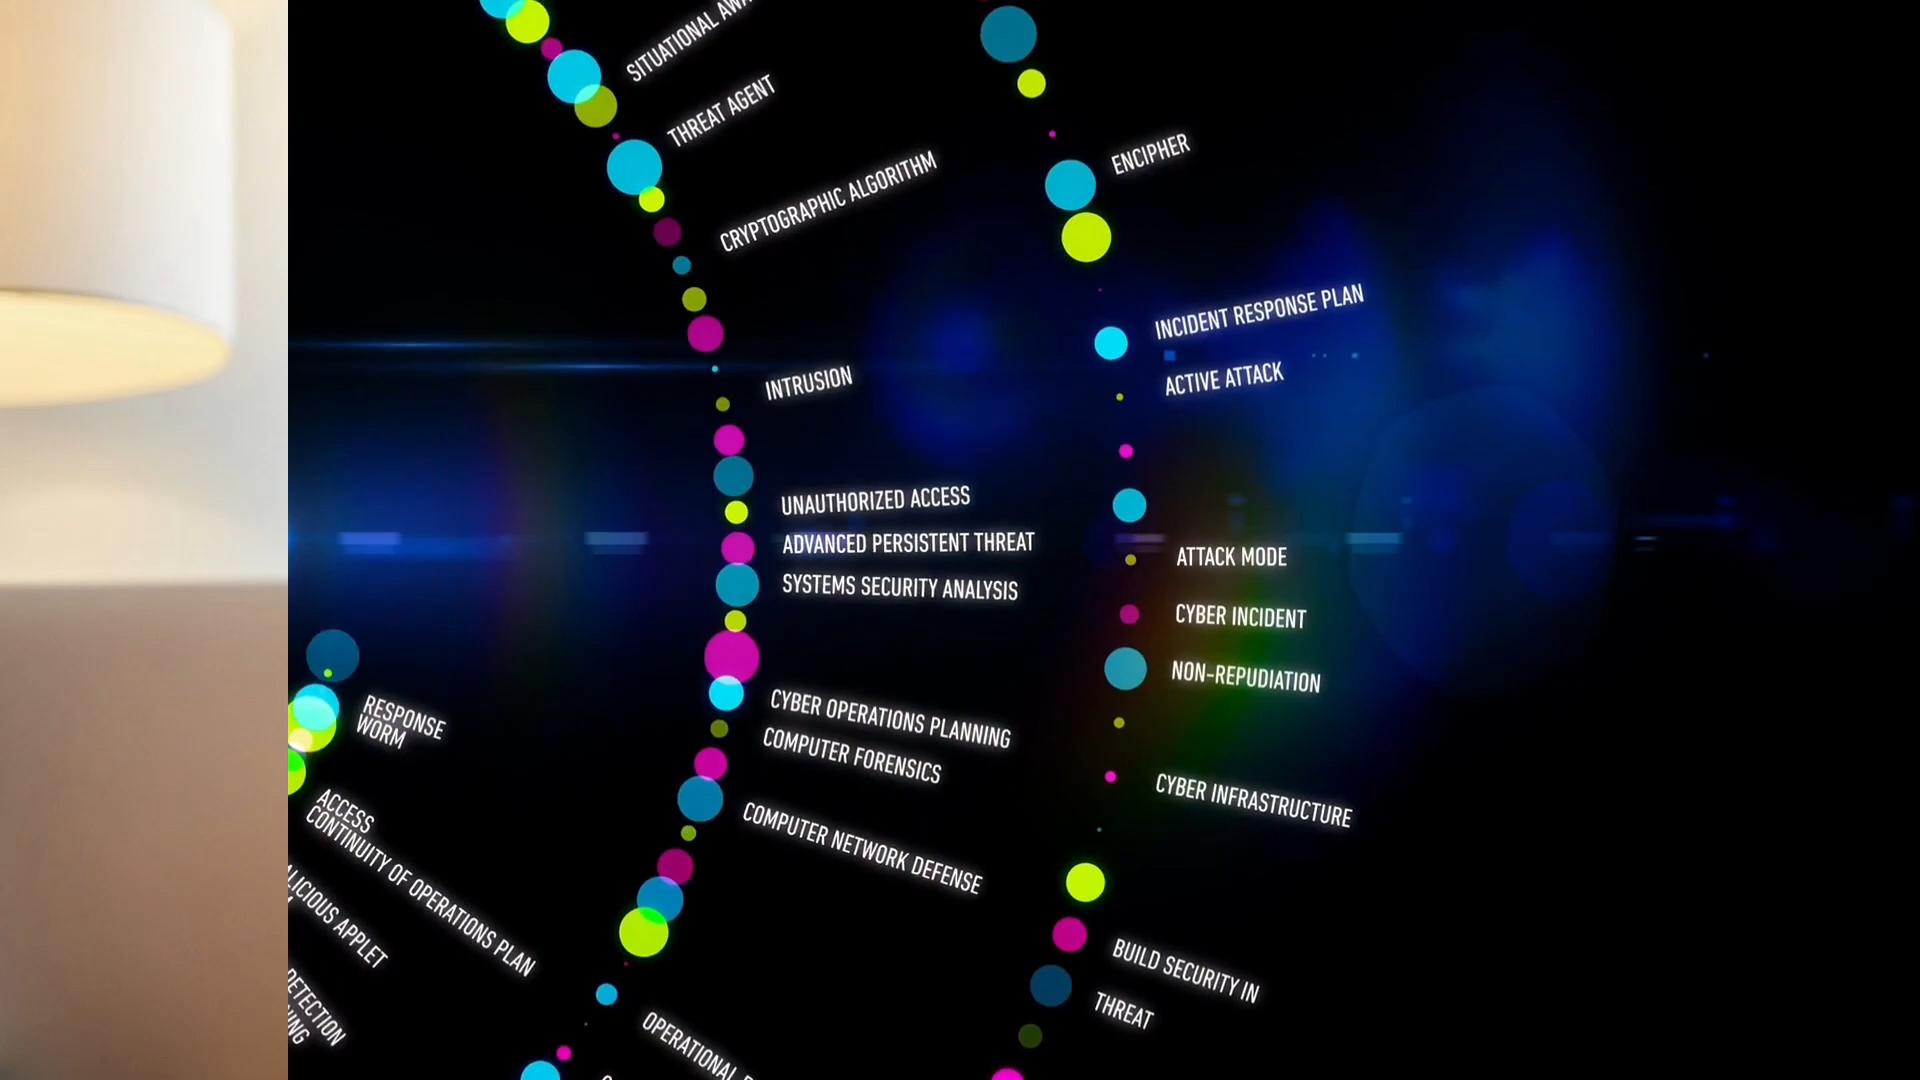 SITUATIONAL
THREAT AGENT
CRYPTOGRAPHIC ALGORITHM
INTRUSION
UNAUTHORIZED ACCESS
ADVANCED PERSISTENT THREAT
SYSTEMS SECURITY ANALYSIS
CYBER OPERATIONS PLANNING
COMPUTER FORENSICS
COMPUTER NETWORK DEFENSE
OPERATIONAL
ENCIPHER
INCIDENT RESPONSE PLAN
ACTIVE ATTACK
ATTACK MODE
CYBER INCIDENT
NON-REPUDIATION
CYBER INFRASTRUCTURE
BUILD SECURITY IN
THREAT
RESPONSE
WORM
ACCESS
CONTINUITY OF OPERATIONS PLAN
LICIOUS APPLET
DETECTION